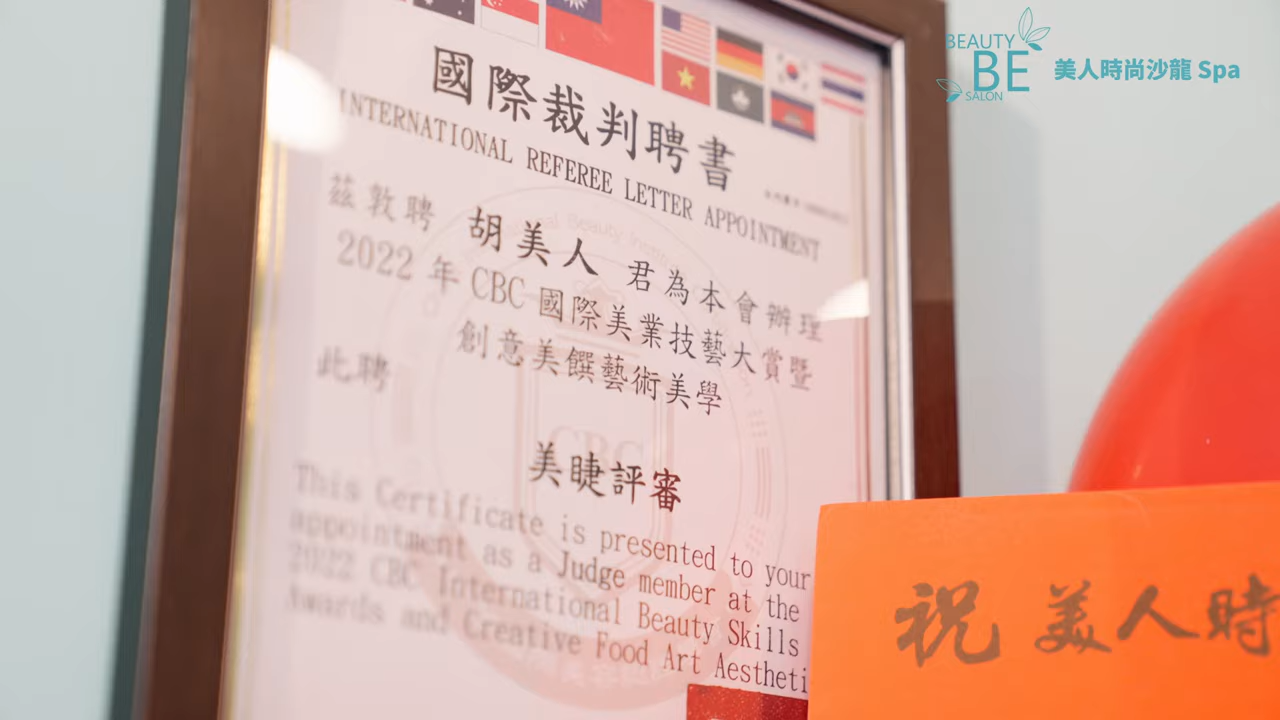 BEAUTY
BE
SALON
美人時尚沙龍 Spa
國際裁判聘書
INTERNATIONAL REFEREE LETTER APPOINTMENT
茲敦聘 胡美人 君為本會辦理
2022 年 CBC 國際美業技藝大賞暨
創意美饌藝術美學
此聘
美睫評審
This Certificate is presented to your
appointment as a Judge member at the
2022 CBC International Beauty Skills
Awards and Creative Food Art Aestheti
CBC
祝 美人時